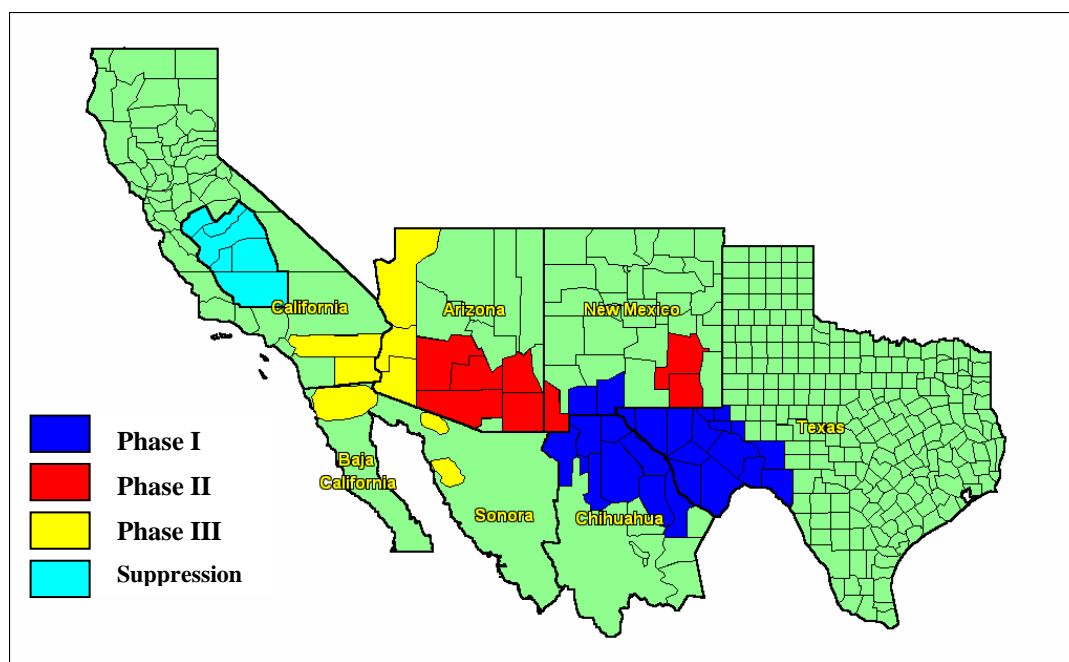 California
Arizona
New Mexico
Texas
Baja
California
Sonora
Chihuahua
Phase I
Phase II
Phase III
Suppression